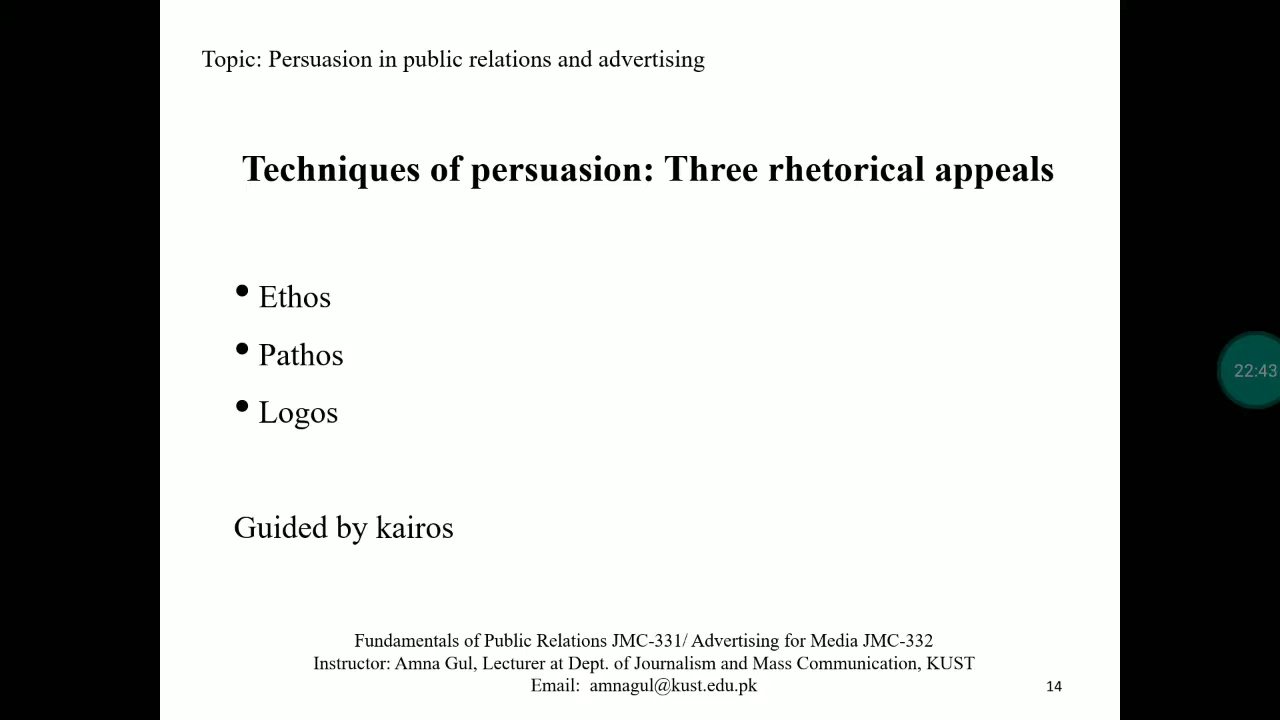 Topic: Persuasion in public relations and advertising
Techniques of persuasion: Three rhetorical appeals
• Ethos
• Pathos
• Logos
Guided by kairos
22:43
Fundamentals of Public Relations JMC-331/ Advertising for Media JMC-332
Instructor: Amna Gul, Lecturer at Dept. of Journalism and Mass Communication, KUST
Email:  amnagul@kust.edu.pk
14